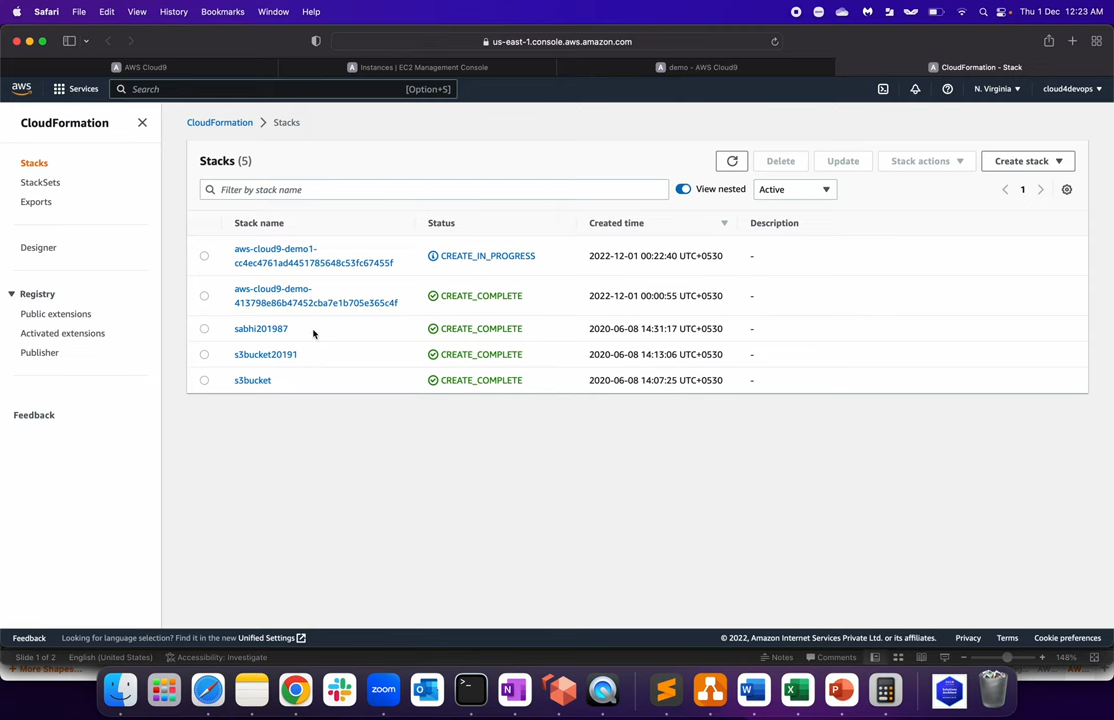 Safari File Edit View History Bookmarks Window Help Thu 1 Dec 12:23 AM
us-east-1.console.aws.amazon.com
AWS Cloud9
Instances | EC2 Management Console
demo - AWS Cloud9
CloudFormation - Stack
aws Services Search [Option+S] N. Virginia cloud4devops
CloudFormation
Stacks
StackSets
Exports
Designer
Registry
Public extensions
Activated extensions
Publisher
Feedback
CloudFormation > Stacks
Stacks (5) Delete Update Stack actions Create stack
Filter by stack name View nested Active 1
Stack name Status Created time Description
aws-cloud9-demo1-
cc4ec4761ad4451785648c53fc67455f CREATE_IN_PROGRESS 2022-12-01 00:22:40 UTC+0530 -
aws-cloud9-demo-
413798e86b47452cba7e1b705e365c4f CREATE_COMPLETE 2022-12-01 00:00:55 UTC+0530 -
sabhi201987 CREATE_COMPLETE 2020-06-08 14:31:17 UTC+0530 -
s3bucket20191 CREATE_COMPLETE 2020-06-08 14:13:06 UTC+0530 -
s3bucket CREATE_COMPLETE 2020-06-08 14:07:25 UTC+0530 -
Feedback Looking for language selection? Find it in the new Unified Settings © 2022, Amazon Internet Services Private Ltd. or its affiliates. Privacy Terms Cookie preferences
Slide 1 of 2 English (United States) Accessibility: Investigate Notes Comments 148%
More Shapes...
zoom